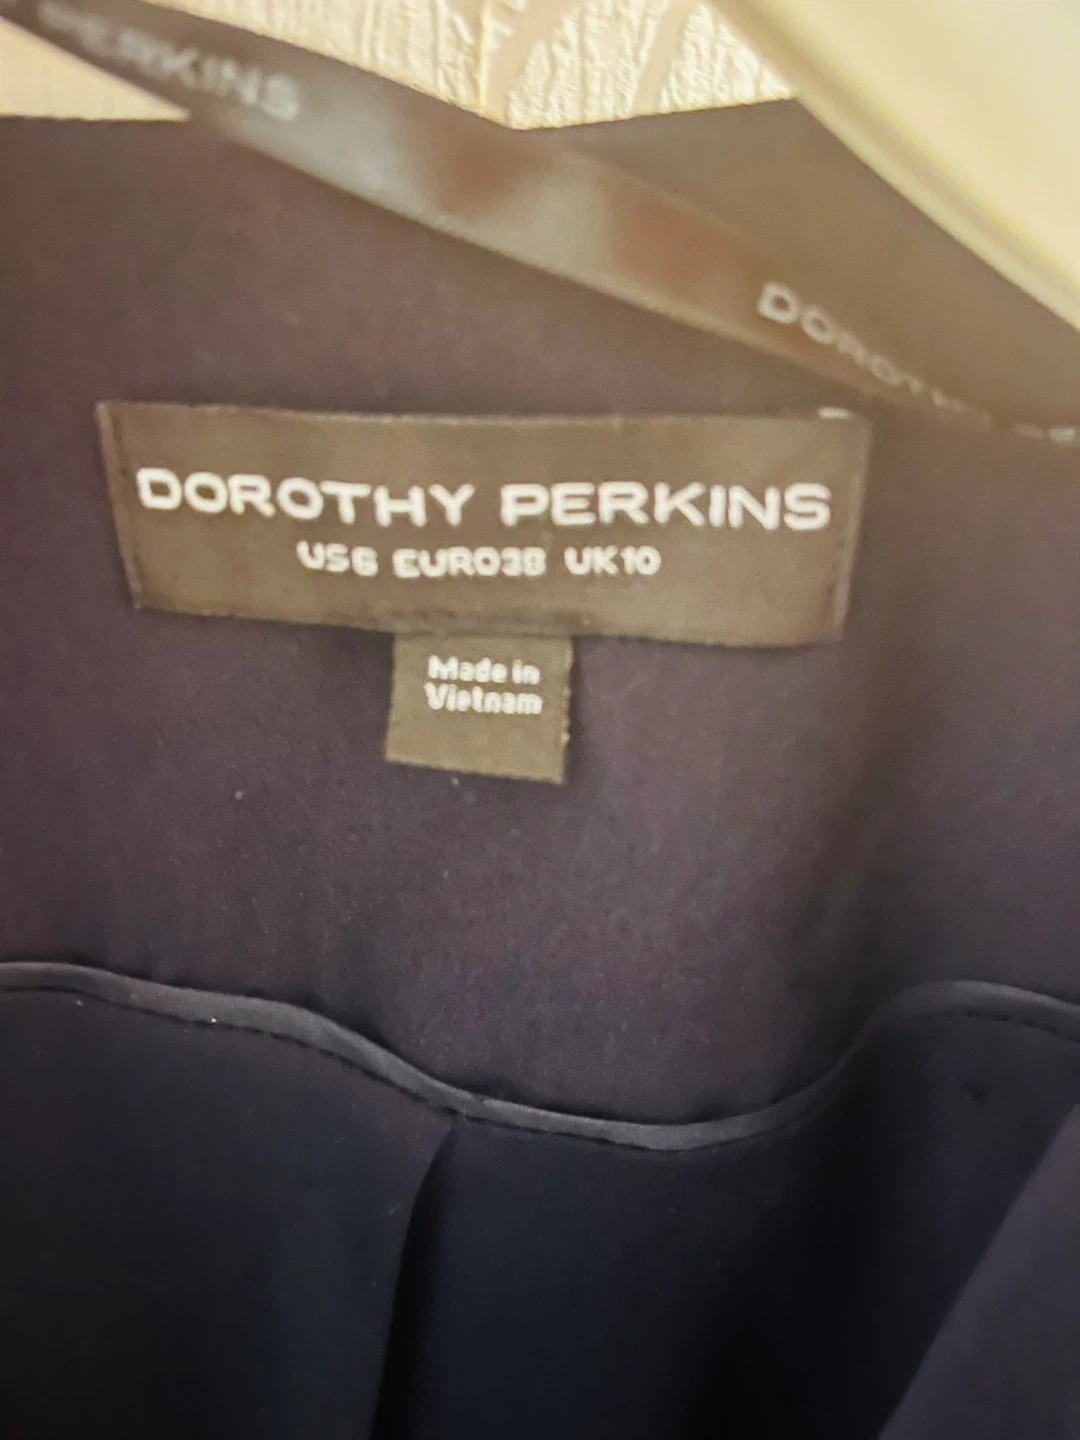 PERKINS
DOROTHY
DOROTHY PERKINS
US6 EURO38 UK10
Made in
Vietnam